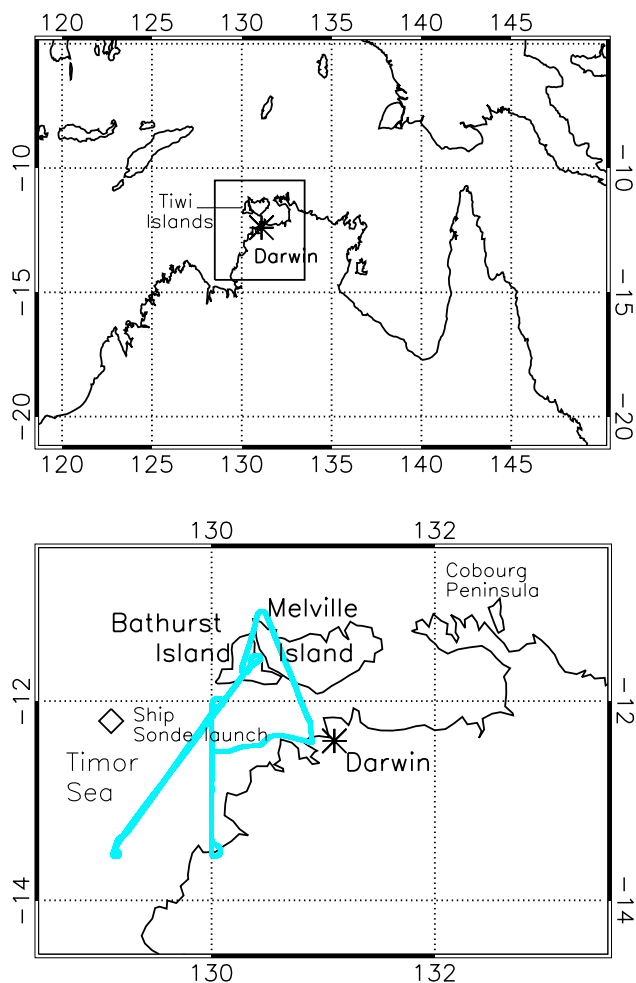 120 125 130 135 140 145
−10 −10
Tiwi
Islands
Darwin
−15 −15
−20 −20
120 125 130 135 140 145
130 132
Cobourg
Peninsula
Melville
Bathurst
Island Island
−12 −12
Ship
Sonde launch
Timor
Sea
Darwin
−14 −14
130 132